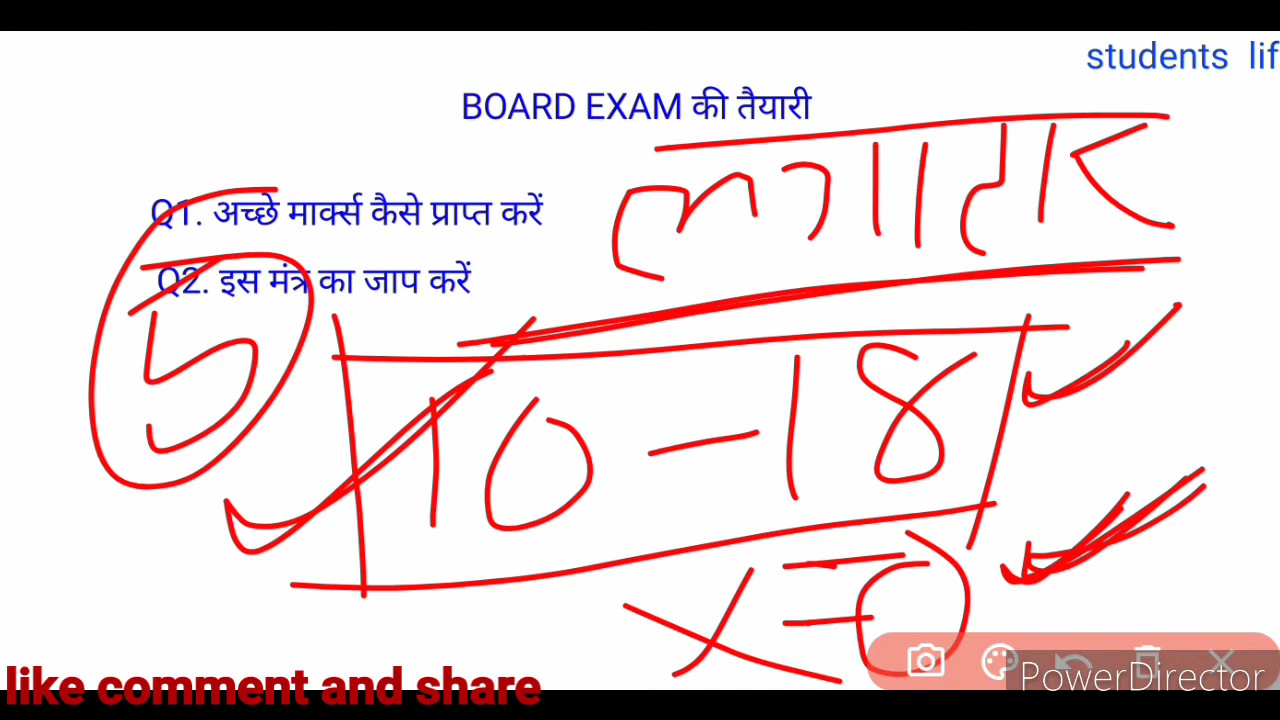 students lif
BOARD EXAM की तैयारी
लगातार
Q1. अच्छे मार्क्स कैसे प्राप्त करें
Q2. इस मंत्र का जाप करें
5
10-18
x=0
like comment and share
PowerDirector